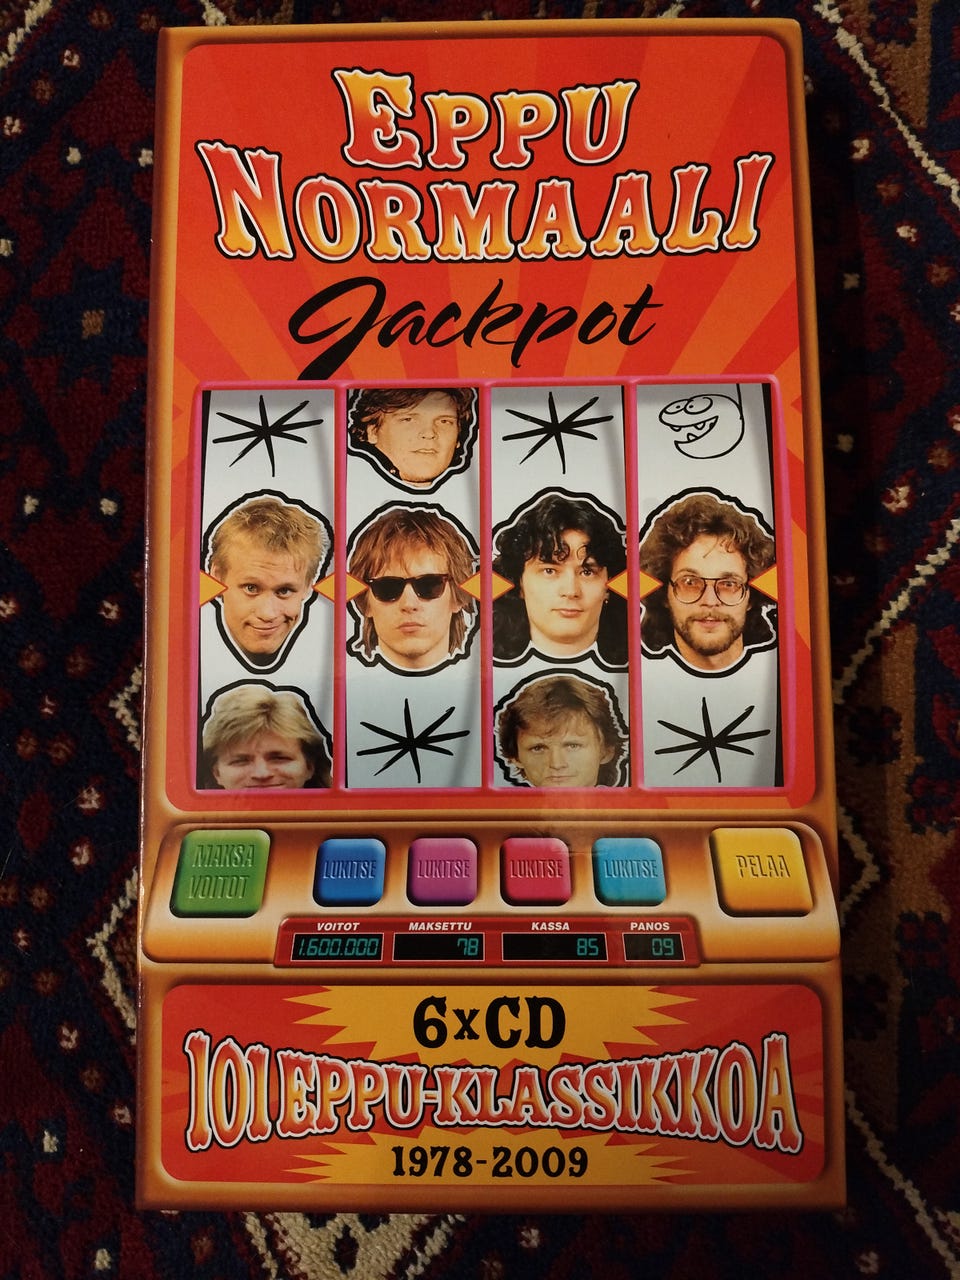 EPPU
NORMAALI
Jackpot
MAKSA
VOITOT
LUKITSE
LUKITSE
LUKITSE
LUKITSE
PELAA
VOITOT
MAKSETTU
KASSA
PANOS
1.600.000
78
85
09
6xCD
101 EPPU-KLASSIKKOA
1978-2009